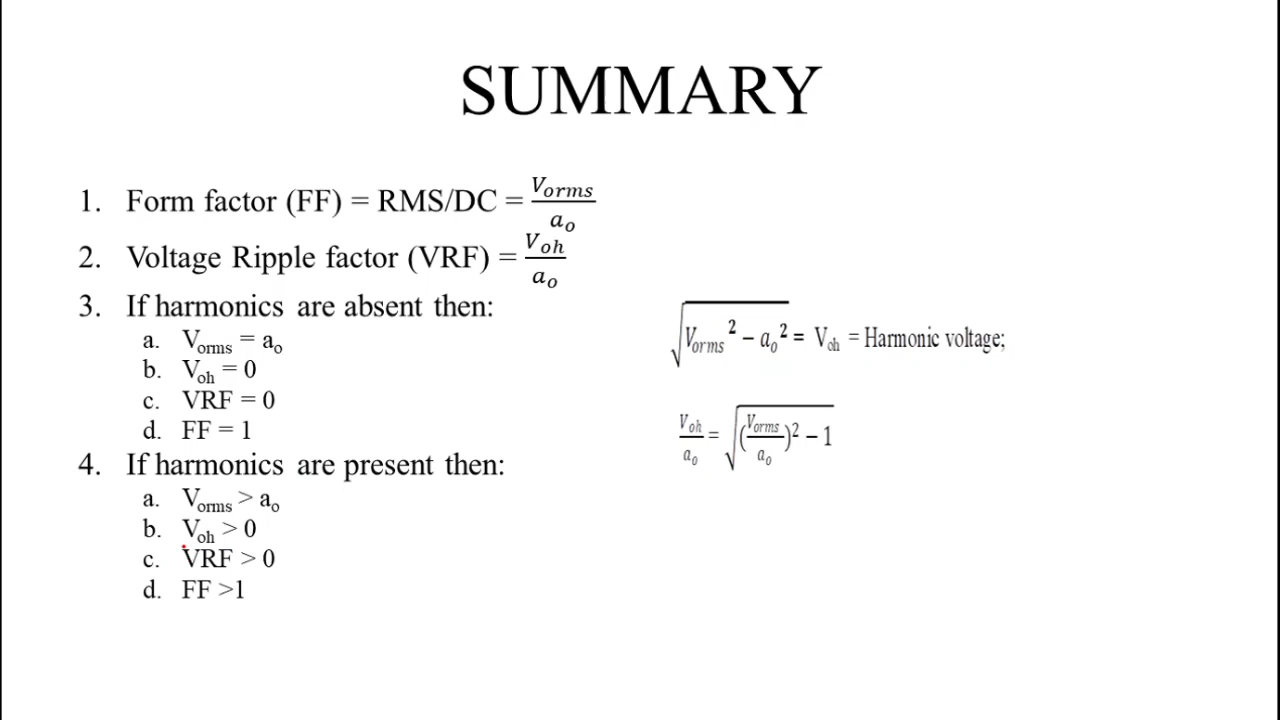 SUMMARY
1. Form factor (FF) = RMS/DC = V_orms / a_o
2. Voltage Ripple factor (VRF) = V_oh / a_o
3. If harmonics are absent then:
a. V_orms = a_o
b. V_oh = 0
c. VRF = 0
d. FF = 1
4. If harmonics are present then:
a. V_orms > a_o
b. V_oh > 0
c. VRF > 0
d. FF >1
√(V_orms² – a_o²) = V_oh = Harmonic voltage;
V_oh / a_o = √((V_orms / a_o)² – 1)